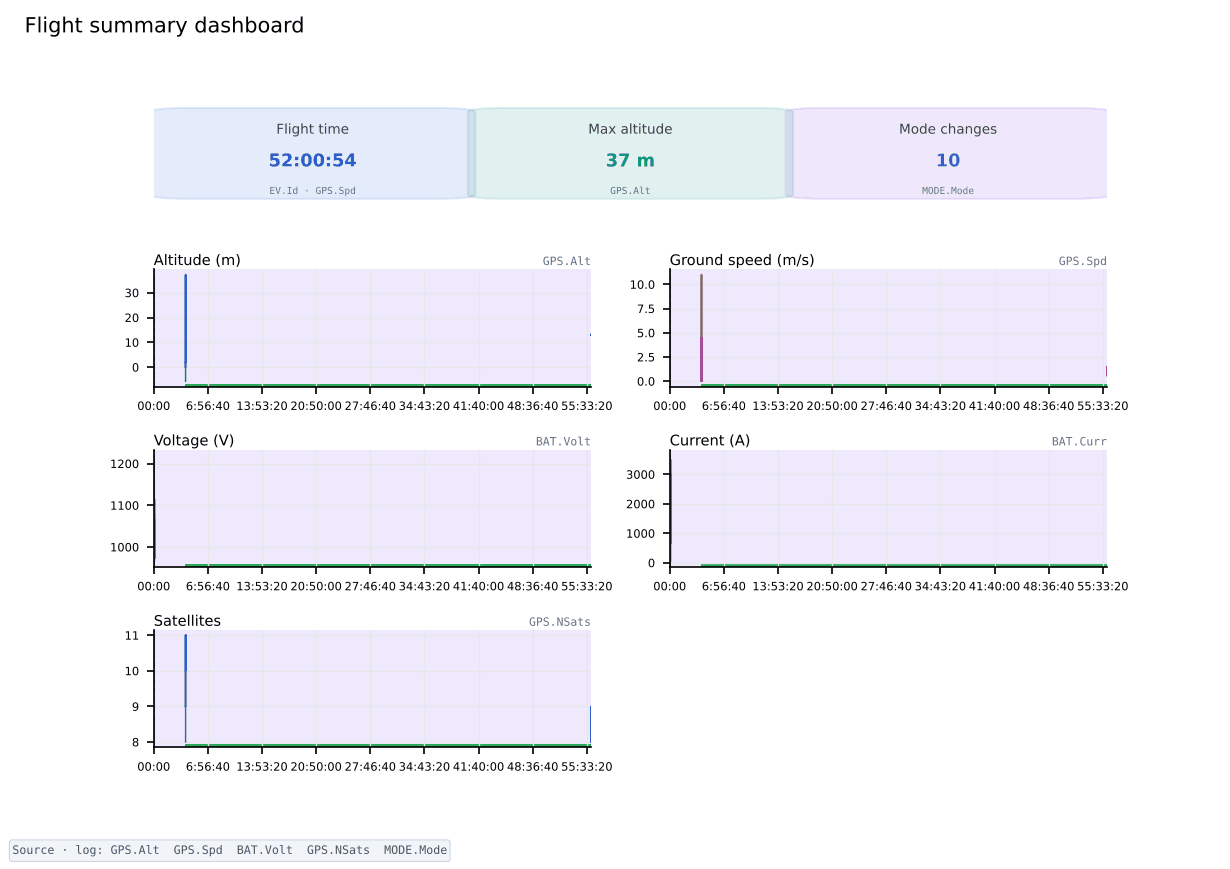 Flight summary dashboard
Flight time
52:00:54
EV.Id · GPS.Spd
Max altitude
37 m
GPS.Alt
Mode changes
10
MODE.Mode
Altitude (m) GPS.Alt
30
20
10
0
00:00 6:56:40 13:53:20 20:50:00 27:46:40 34:43:20 41:40:00 48:36:40 55:33:20
Ground speed (m/s) GPS.Spd
10.0
7.5
5.0
2.5
0.0
00:00 6:56:40 13:53:20 20:50:00 27:46:40 34:43:20 41:40:00 48:36:40 55:33:20
Voltage (V) BAT.Volt
1200
1100
1000
00:00 6:56:40 13:53:20 20:50:00 27:46:40 34:43:20 41:40:00 48:36:40 55:33:20
Current (A) BAT.Curr
3000
2000
1000
0
00:00 6:56:40 13:53:20 20:50:00 27:46:40 34:43:20 41:40:00 48:36:40 55:33:20
Satellites GPS.NSats
11
10
9
8
00:00 6:56:40 13:53:20 20:50:00 27:46:40 34:43:20 41:40:00 48:36:40 55:33:20
Source · log: GPS.Alt GPS.Spd BAT.Volt GPS.NSats MODE.Mode